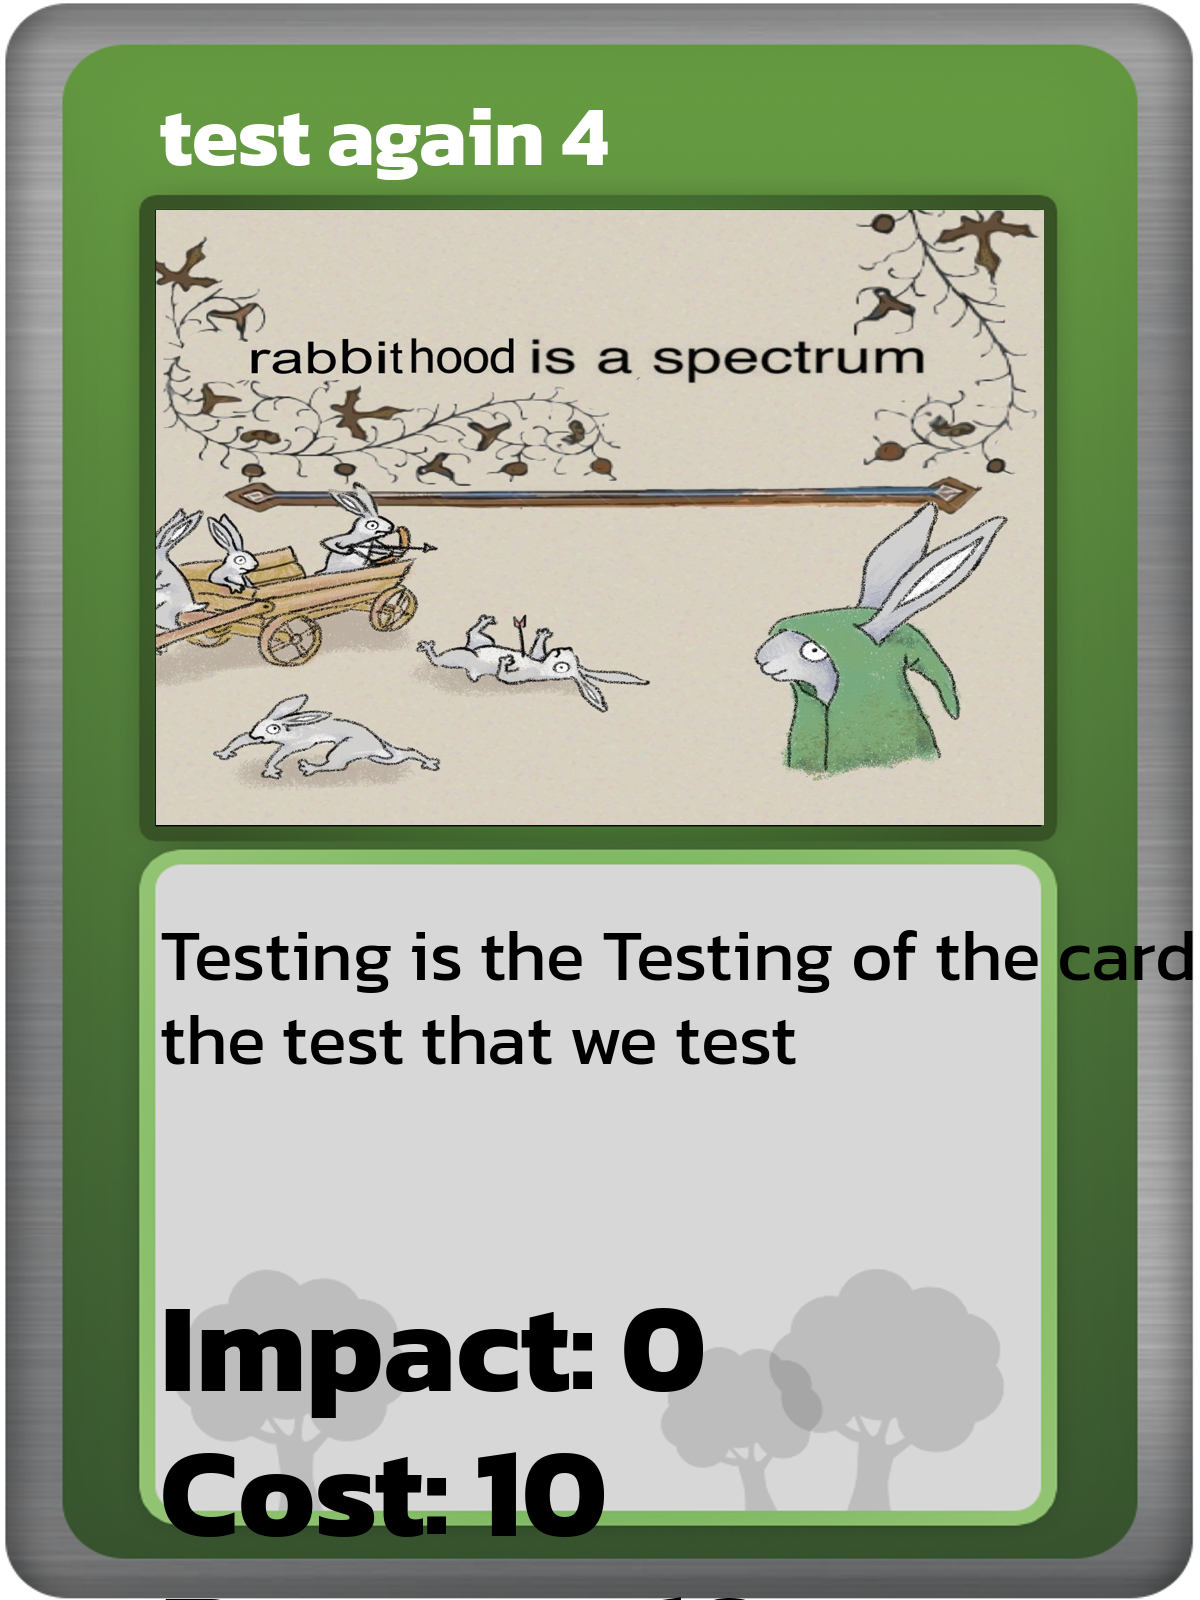 test again 4
rabbithood is a spectrum
Testing is the Testing of the card
the test that we test
Impact: 0
Cost: 10